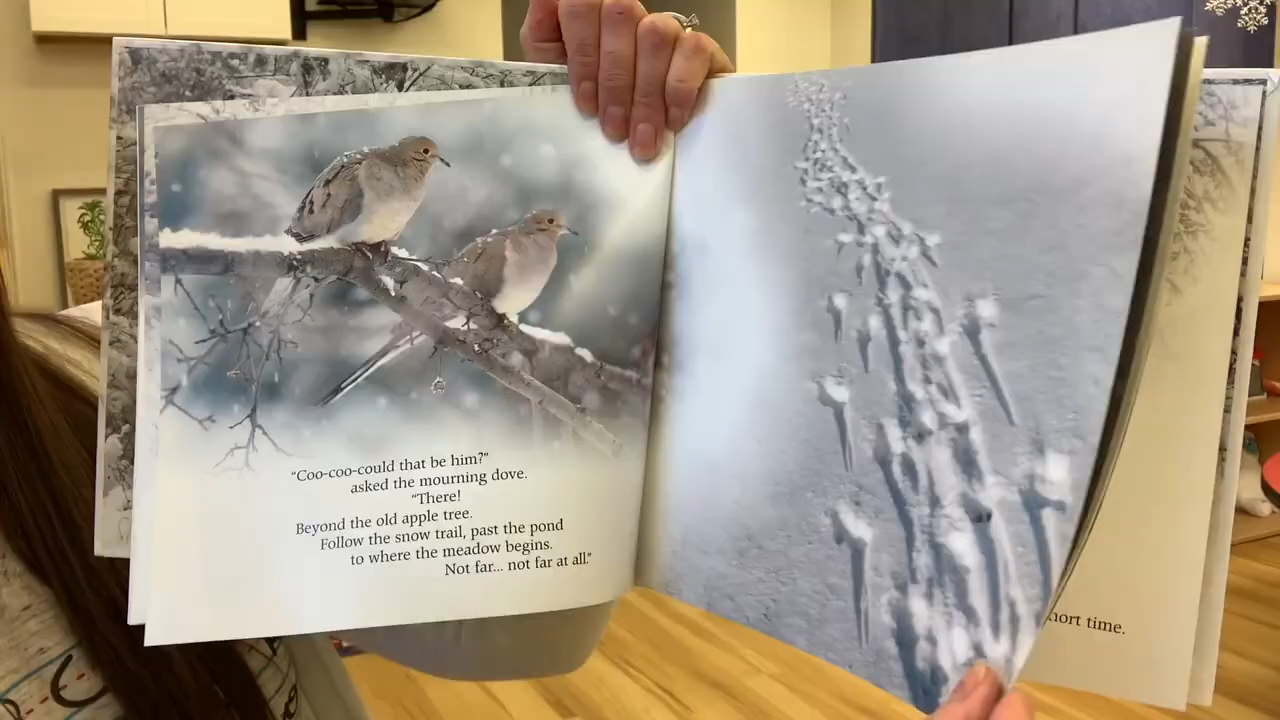 "Coo-coo-could that be him?"
asked the mourning dove.
"There!
Beyond the old apple tree.
Follow the snow trail, past the pond
to where the meadow begins.
Not far... not far at all."
time.